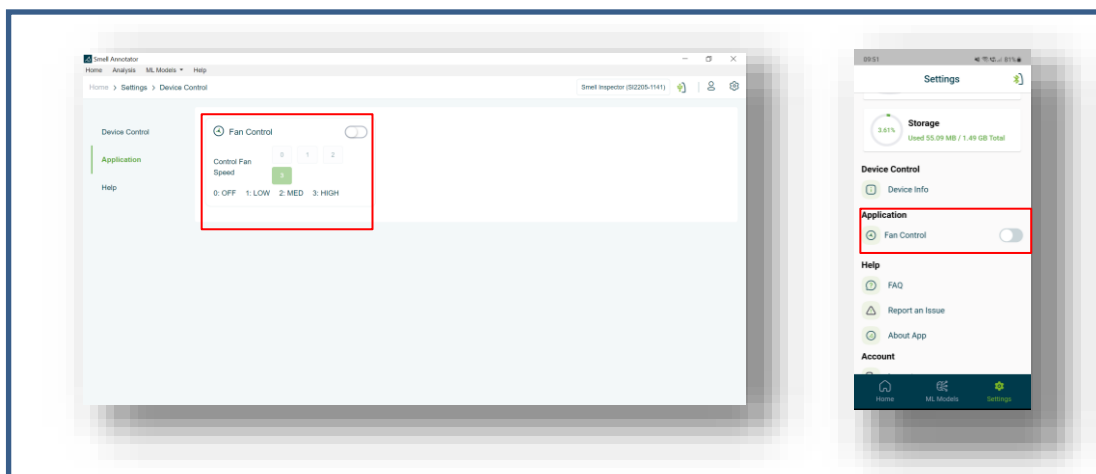 Smell Annotator
Home Analysis ML Models Help
Home > Settings > Device Control
Smell Inspector (SI2205-1141)
Device Control
Application
Help
Fan Control
Control Fan Speed
0 1 2
3
0: OFF 1: LOW 2: MED 3: HIGH
09:51
81%
Settings
3.61%
Storage
Used 55.09 MB / 1.49 GB Total
Device Control
Device Info
Application
Fan Control
Help
FAQ
Report an Issue
About App
Account
Home ML Models Settings